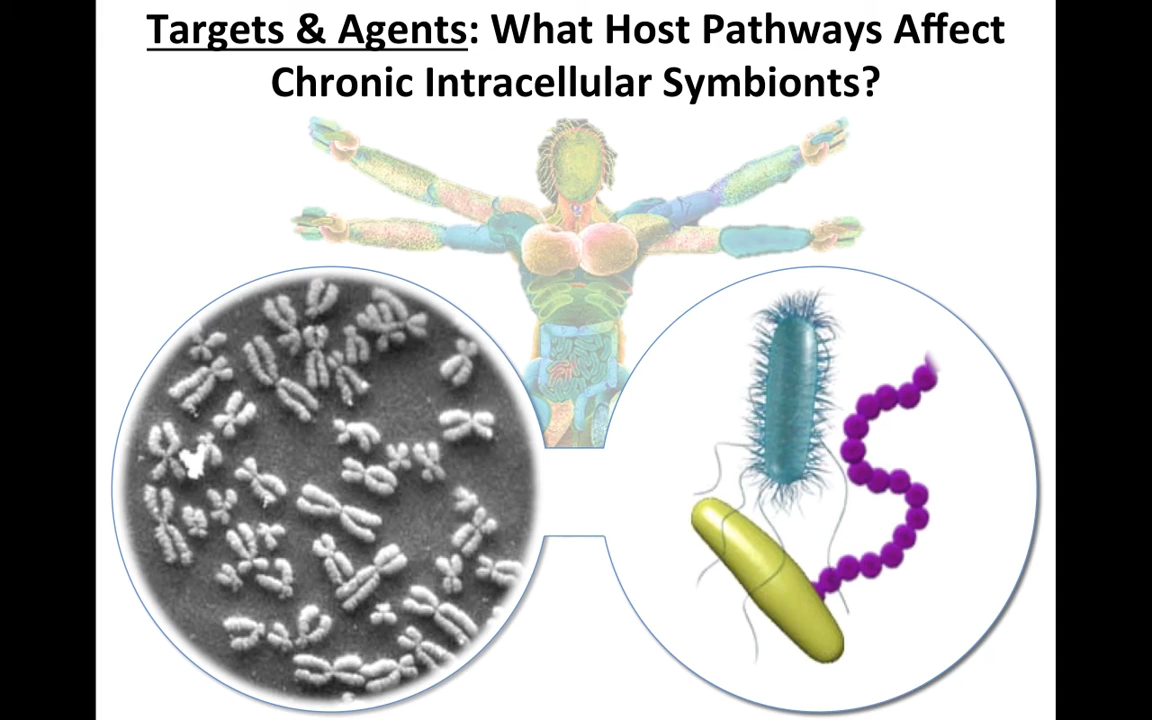 Targets & Agents: What Host Pathways Affect
Chronic Intracellular Symbionts?